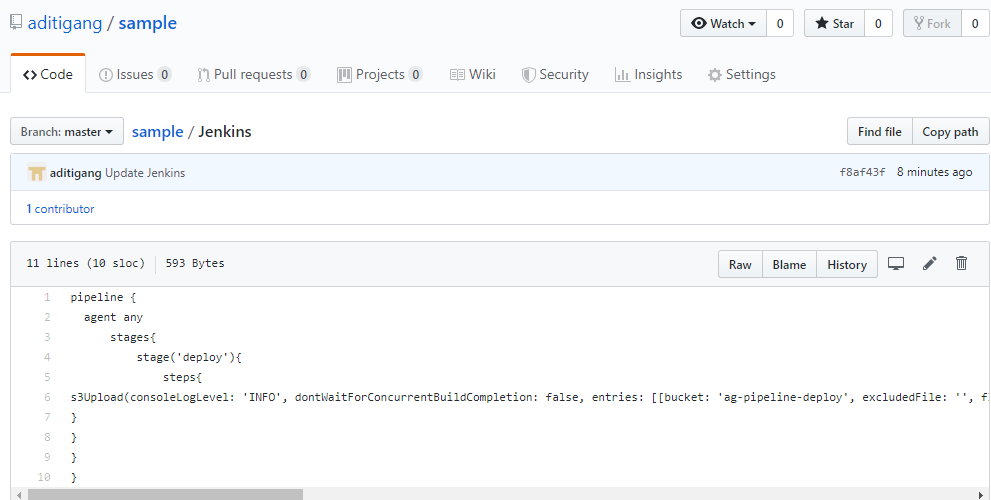 aditigang / sample
Watch 0 Star 0 Fork 0
Code Issues 0 Pull requests 0 Projects 0 Wiki Security Insights Settings
Branch: master sample / Jenkins Find file Copy path
aditigang Update Jenkins f8af43f 8 minutes ago
1 contributor
11 lines (10 sloc) 593 Bytes Raw Blame History
1 pipeline {
2 agent any
3 stages{
4 stage('deploy'){
5 steps{
6 s3Upload(consoleLogLevel: 'INFO', dontWaitForConcurrentBuildCompletion: false, entries: [[bucket: 'ag-pipeline-deploy', excludedFile: '', f
7 }
8 }
9 }
10 }